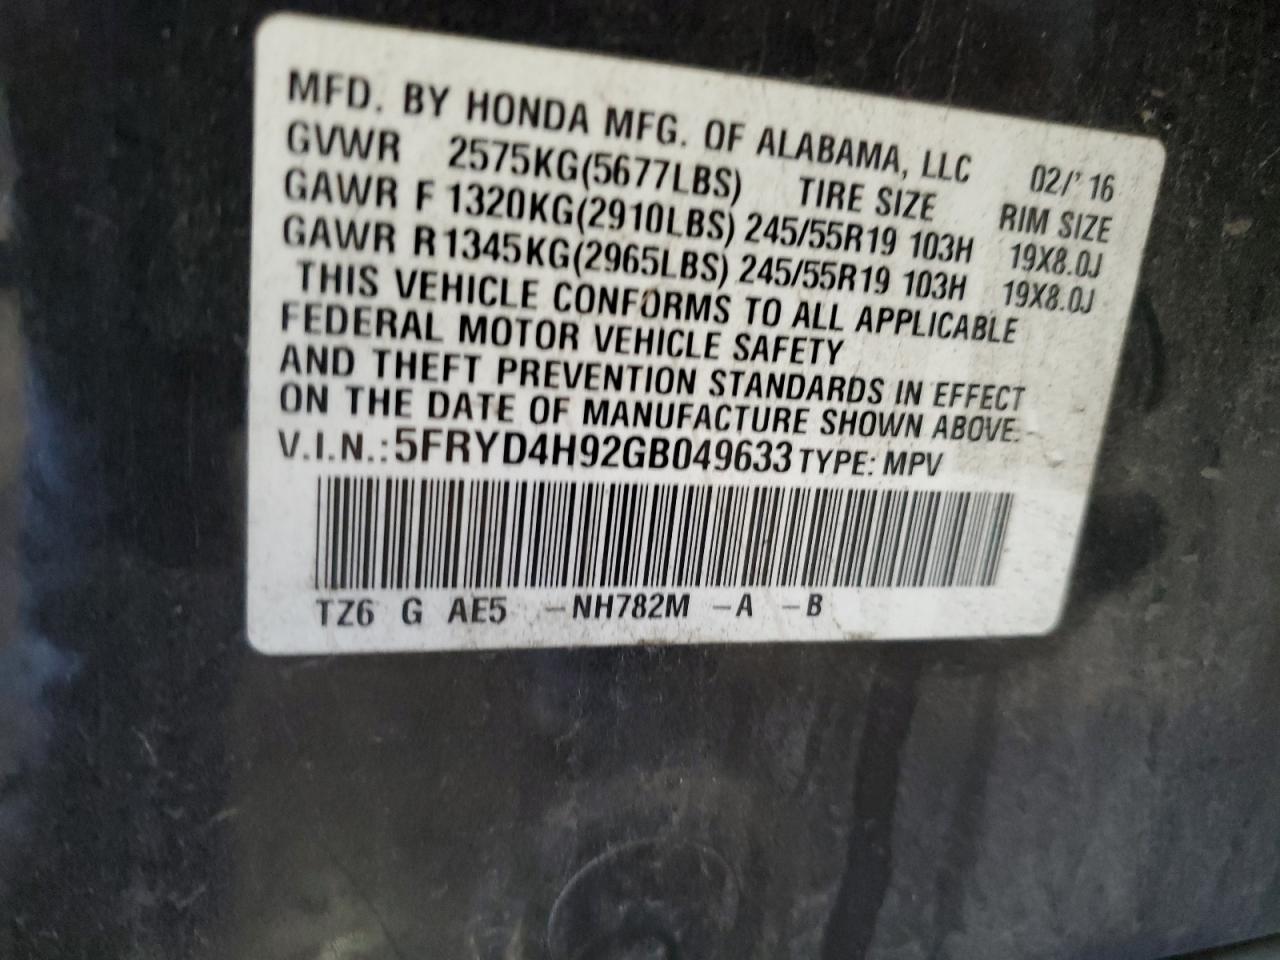 MFD. BY HONDA MFG. OF ALABAMA, LLC 02/'16
GVWR 2575KG(5677LBS) TIRE SIZE RIM SIZE
GAWR F 1320KG(2910LBS) 245/55R19 103H 19X8.0J
GAWR R 1345KG(2965LBS) 245/55R19 103H 19X8.0J
THIS VEHICLE CONFORMS TO ALL APPLICABLE
FEDERAL MOTOR VEHICLE SAFETY
AND THEFT PREVENTION STANDARDS IN EFFECT
ON THE DATE OF MANUFACTURE SHOWN ABOVE.
V.I.N.: 5FRYD4H92GB049633 TYPE: MPV
TZ6 G AE5 -NH782M -A -B